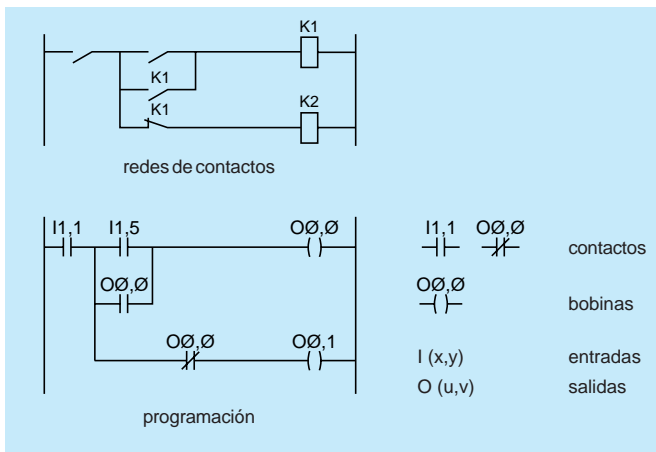 K1
K1
K1
K2
redes de contactos
I1,1 I1,5 OØ,Ø
OØ,Ø
OØ,Ø OØ,1
programación
I1,1 OØ,Ø contactos
OØ,Ø
bobinas
I (x,y) entradas
O (u,v) salidas